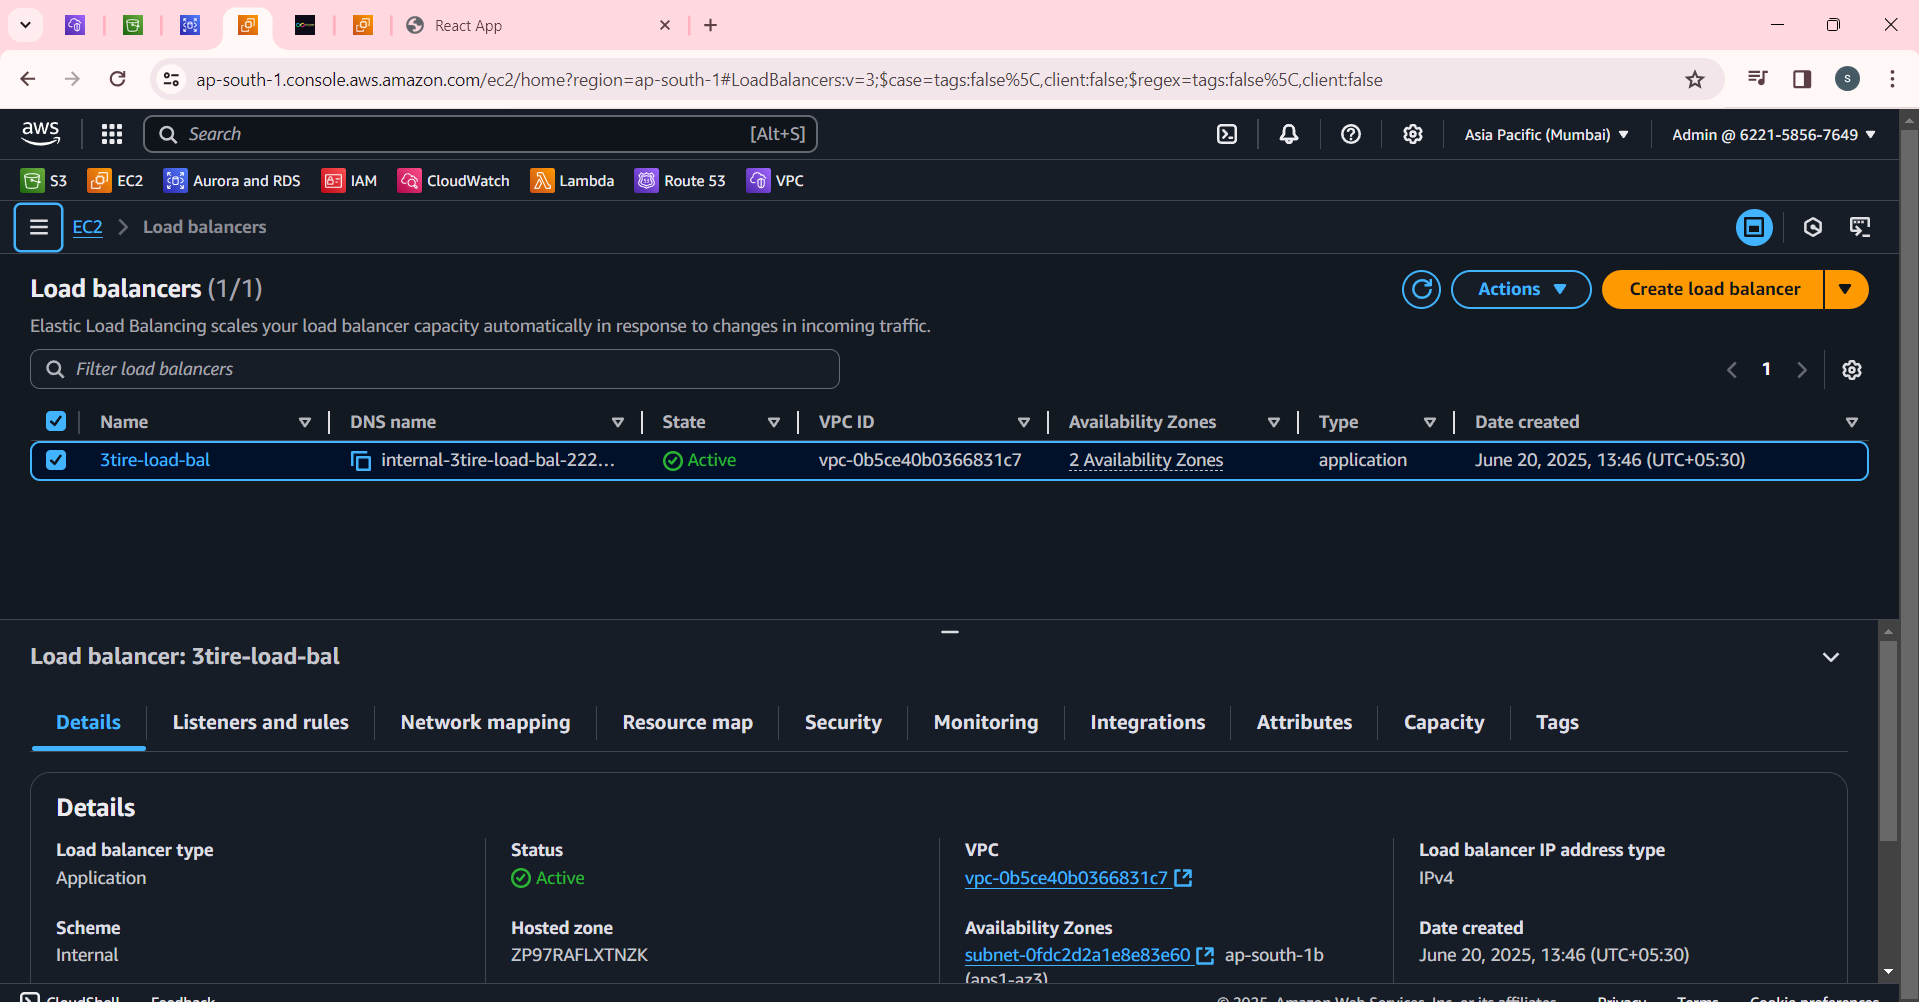 React App
ap-south-1.console.aws.amazon.com/ec2/home?region=ap-south-1#LoadBalancers:v=3;$case=tags:false%5C,client:false;$regex=tags:false%5C,client:false
S
aws
Search
[Alt+S]
Asia Pacific (Mumbai)
Admin @ 6221-5856-7649
S3
EC2
Aurora and RDS
IAM
CloudWatch
Lambda
Route 53
VPC
EC2
Load balancers
Load balancers (1/1)
Actions
Create load balancer
Elastic Load Balancing scales your load balancer capacity automatically in response to changes in incoming traffic.
Filter load balancers
1
Name
DNS name
State
VPC ID
Availability Zones
Type
Date created
3tire-load-bal
internal-3tire-load-bal-222...
Active
vpc-0b5ce40b0366831c7
2 Availability Zones
application
June 20, 2025, 13:46 (UTC+05:30)
Load balancer: 3tire-load-bal
Details
Listeners and rules
Network mapping
Resource map
Security
Monitoring
Integrations
Attributes
Capacity
Tags
Details
Load balancer type
Application
Status
Active
VPC
vpc-0b5ce40b0366831c7
Load balancer IP address type
IPv4
Scheme
Internal
Hosted zone
ZP97RAFLXTNZK
Availability Zones
subnet-0fdc2d2a1e8e83e60 ap-south-1b
(aps1-az3)
Date created
June 20, 2025, 13:46 (UTC+05:30)
CloudShell
Feedback
© 2025, Amazon Web Services, Inc. or its affiliates.
Privacy
Terms
Cookie preferences